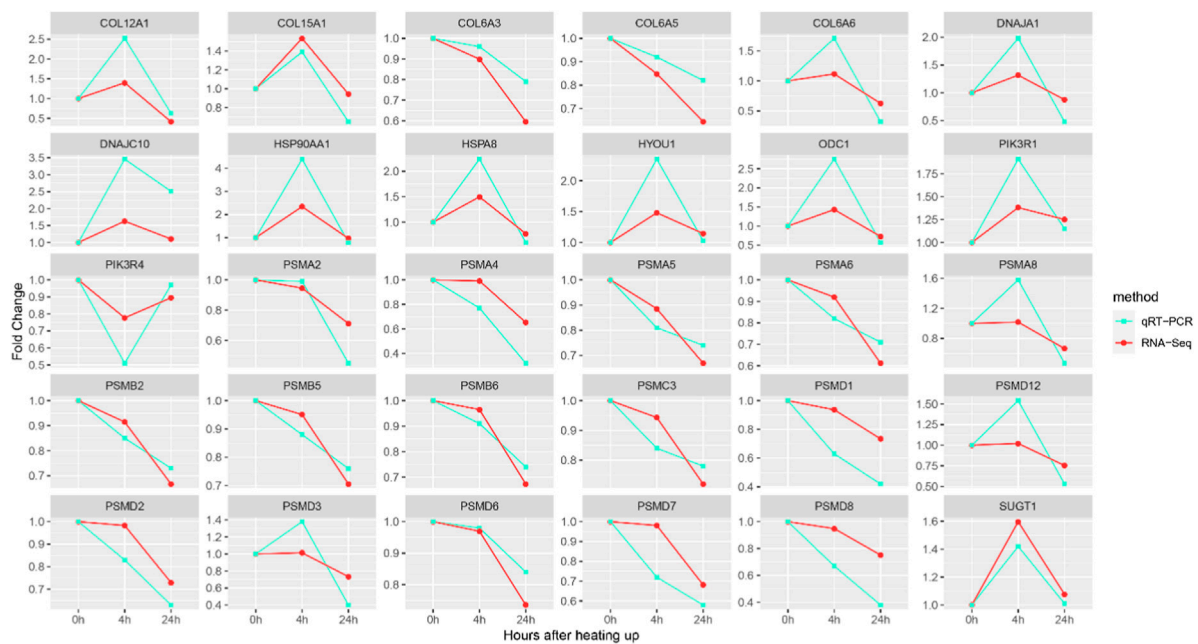 COL12A1 COL15A1 COL6A3 COL6A5 COL6A6 DNAJA1
2.5 2.0 1.5 1.0 0.5
1.4 1.2 1.0 0.8
1.0 0.9 0.8 0.7 0.6
1.0 0.9 0.8 0.7
1.5 1.0 0.5
2.0 1.5 1.0 0.5
DNAJC10 HSP90AA1 HSPA8 HYOU1 ODC1 PIK3R1
3.5 3.0 2.5 2.0 1.5 1.0
4 3 2 1
2.0 1.5 1.0
2.0 1.5 1.0
2.5 2.0 1.5 1.0 0.5
1.75 1.50 1.25 1.00
PIK3R4 PSMA2 PSMA4 PSMA5 PSMA6 PSMA8
1.0 0.9 0.8 0.7 0.6 0.5
1.0 0.8 0.6
1.0 0.8 0.6 0.4
1.0 0.9 0.8 0.7
1.0 0.9 0.8 0.7 0.6
1.6 1.2 0.8
PSMB2 PSMB5 PSMB6 PSMC3 PSMD1 PSMD12
1.0 0.9 0.8 0.7
1.0 0.9 0.8 0.7
1.0 0.9 0.8 0.7
1.0 0.9 0.8
1.0 0.8 0.6 0.4
1.50 1.25 1.00 0.75 0.50
PSMD2 PSMD3 PSMD6 PSMD7 PSMD8 SUGT1
1.0 0.9 0.8 0.7
1.4 1.2 1.0 0.8 0.6 0.4
1.0 0.9 0.8
1.0 0.9 0.8 0.7 0.6
1.0 0.8 0.6 0.4
1.6 1.4 1.2 1.0
0h 4h 24h 0h 4h 24h 0h 4h 24h 0h 4h 24h 0h 4h 24h 0h 4h 24h
Hours after heating up
Fold Change
method
qRT-PCR
RNA-Seq